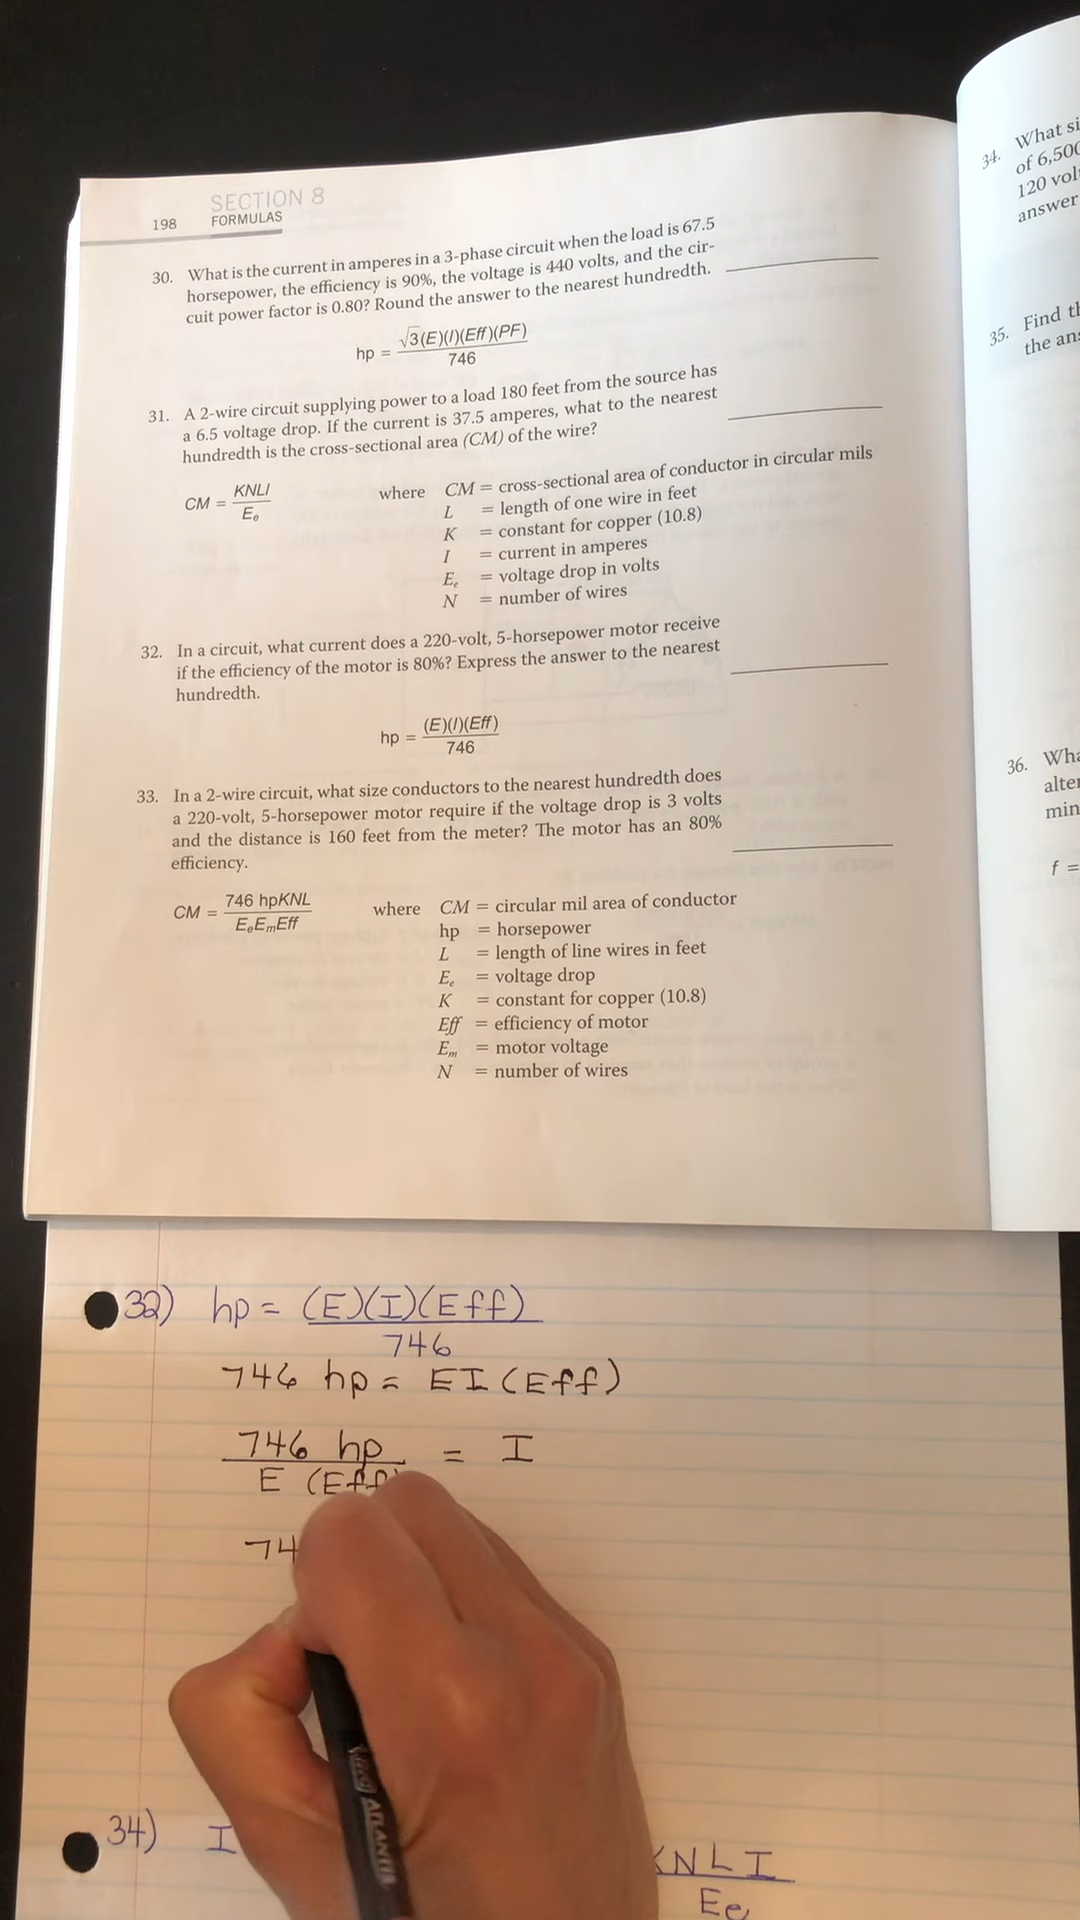 SECTION 8
198 FORMULAS
30. What is the current in amperes in a 3-phase circuit when the load is 67.5
horsepower, the efficiency is 90%, the voltage is 440 volts, and the cir-
cuit power factor is 0.80? Round the answer to the nearest hundredth.
hp = √3(E)(I)(Eff)(PF)
746
31. A 2-wire circuit supplying power to a load 180 feet from the source has
a 6.5 voltage drop. If the current is 37.5 amperes, what to the nearest
hundredth is the cross-sectional area (CM) of the wire?
CM = KNLI
Ee
where CM = cross-sectional area of conductor in circular mils
L = length of one wire in feet
K = constant for copper (10.8)
I = current in amperes
Ee = voltage drop in volts
N = number of wires
32. In a circuit, what current does a 220-volt, 5-horsepower motor receive
if the efficiency of the motor is 80%? Express the answer to the nearest
hundredth.
hp = (E)(I)(Eff)
746
33. In a 2-wire circuit, what size conductors to the nearest hundredth does
a 220-volt, 5-horsepower motor require if the voltage drop is 3 volts
and the distance is 160 feet from the meter? The motor has an 80%
efficiency.
CM = 746 hpKNL
EeEmEff
where CM = circular mil area of conductor
hp = horsepower
L = length of line wires in feet
Ee = voltage drop
K = constant for copper (10.8)
Eff = efficiency of motor
Em = motor voltage
N = number of wires
34. What si
of 6,500
120 vol
answer
35. Find th
the ans
36. Wha
alter
min
f =
32) hp = (E)(I)(Eff)
746
746 hp = EI (Eff)
746 hp = I
E (Eff)
74
ATLANTIS
34) I
KNLI
Ee